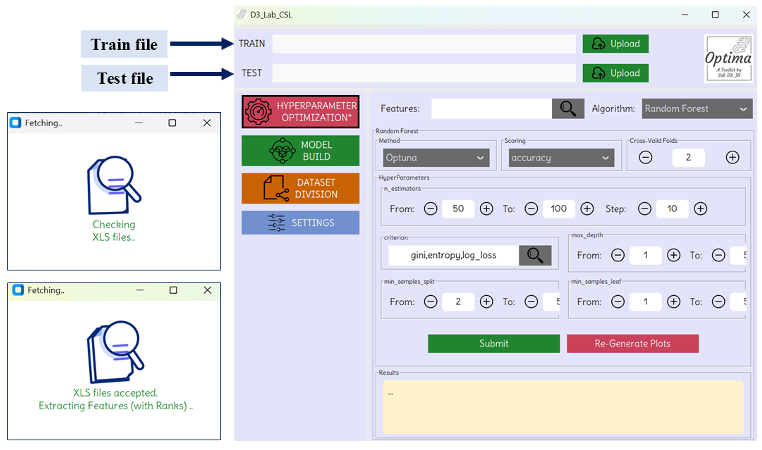 Train file
Test file
Fetching..
Checking
XLS files..
Fetching..
XLS files accepted.
Extracting Features (with Ranks) ..
D3_Lab_CSL
TRAIN
Upload
TEST
Upload
Optima
A Toolkit by
Lab D3, JN
HYPERPARAMETER
OPTIMIZATION*
MODEL
BUILD
DATASET
DIVISION
SETTINGS
Features:
Algorithm: Random Forest
Random Forest
Method
Optuna
Scoring
accuracy
Cross-Valid Folds
2
HyperParameters
n_estimators
From: 50 To: 100 Step: 10
criterion
gini,entropy,log_loss
max_depth
From: 1 To: 5
min_samples_split
From: 2 To: 5
min_samples_leaf
From: 1 To: 5
Submit
Re-Generate Plots
Results
...